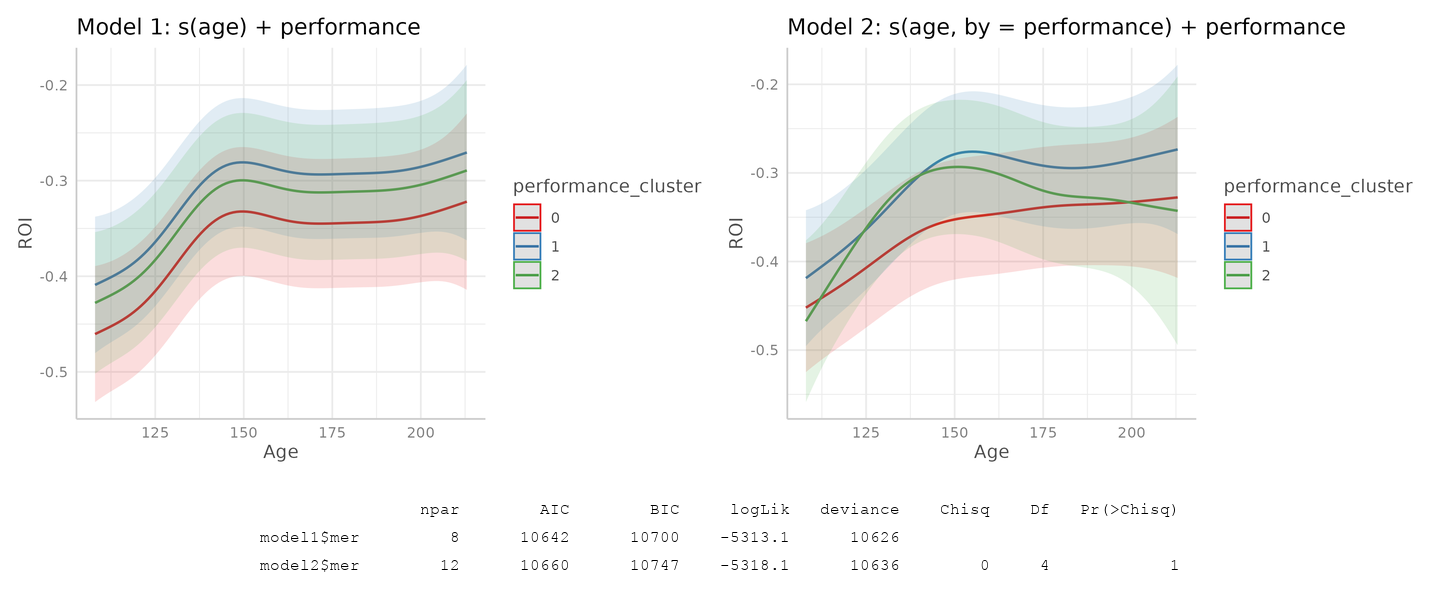 Model 1: s(age) + performance
-0.2
-0.3
-0.4
-0.5
ROI
125 150 175 200
Age
performance_cluster
0
1
2
Model 2: s(age, by = performance) + performance
-0.2
-0.3
-0.4
-0.5
ROI
125 150 175 200
Age
performance_cluster
0
1
2
npar AIC BIC logLik deviance Chisq Df Pr(>Chisq)
model1$mer 8 10642 10700 -5313.1 10626
model2$mer 12 10660 10747 -5318.1 10636 0 4 1